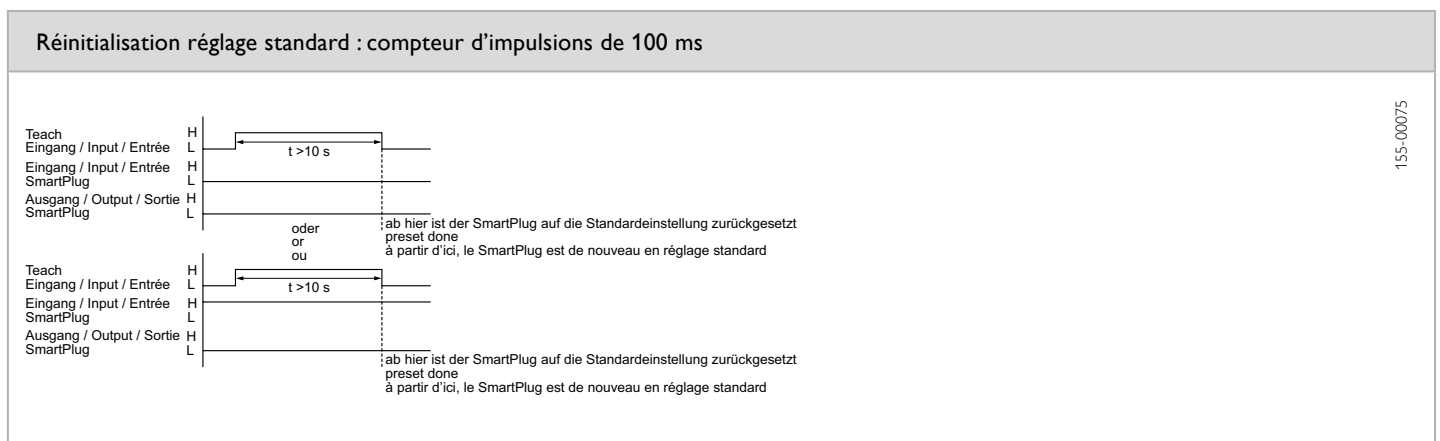 Réinitialisation réglage standard : compteur d’impulsions de 100 ms
155-00075
Teach H
Eingang / Input / Entrée L
t >10 s
Eingang / Input / Entrée H
SmartPlug L
Ausgang / Output / Sortie H
SmartPlug L
oder
or
ou
ab hier ist der SmartPlug auf die Standardeinstellung zurückgesetzt
preset done
à partir d’ici, le SmartPlug est de nouveau en réglage standard
Teach H
Eingang / Input / Entrée L
t >10 s
Eingang / Input / Entrée H
SmartPlug L
Ausgang / Output / Sortie H
SmartPlug L
ab hier ist der SmartPlug auf die Standardeinstellung zurückgesetzt
preset done
à partir d’ici, le SmartPlug est de nouveau en réglage standard